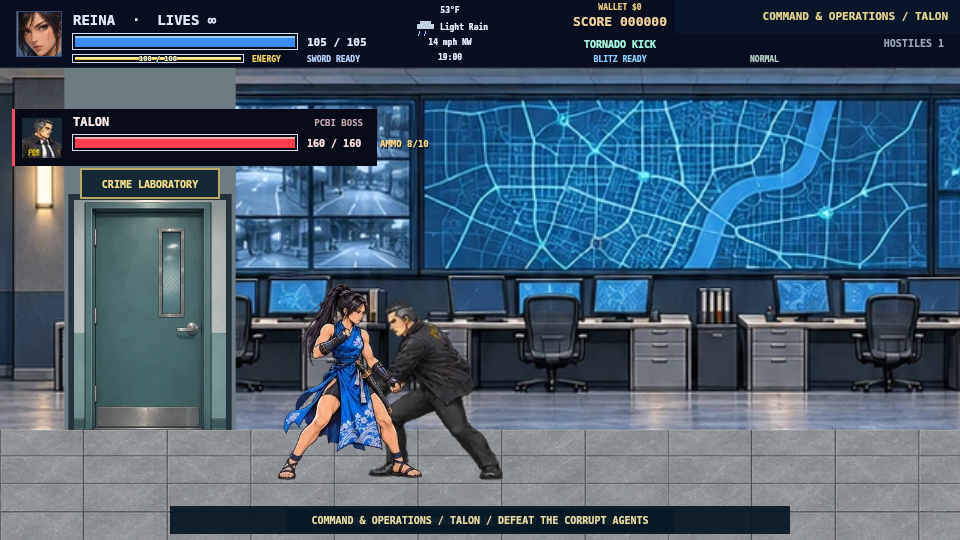 REINA · LIVES ∞
105 / 105
100 / 100
ENERGY
SWORD READY
53°F
Light Rain
14 mph NW
19:00
WALLET $0
SCORE 000000
TORNADO KICK
BLITZ READY
NORMAL
COMMAND & OPERATIONS / TALON
HOSTILES 1
TALON
PCBI BOSS
160 / 160
AMMO 8/10
CRIME LABORATORY
COMMAND & OPERATIONS / TALON / DEFEAT THE CORRUPT AGENTS